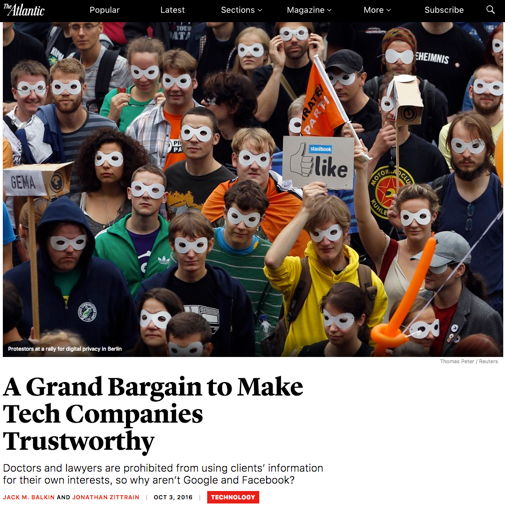 The Atlantic
Popular
Latest
Sections
Magazine
More
Subscribe
GEHEIMNIS
PIRATE
PARTY
GEMA
stasibook
like
Protestors at a rally for digital privacy in Berlin
Thomas Peter / Reuters
A Grand Bargain to Make
Tech Companies
Trustworthy
Doctors and lawyers are prohibited from using clients' information
for their own interests, so why aren't Google and Facebook?
JACK M. BALKIN AND JONATHAN ZITTRAIN | OCT 3, 2016 | TECHNOLOGY